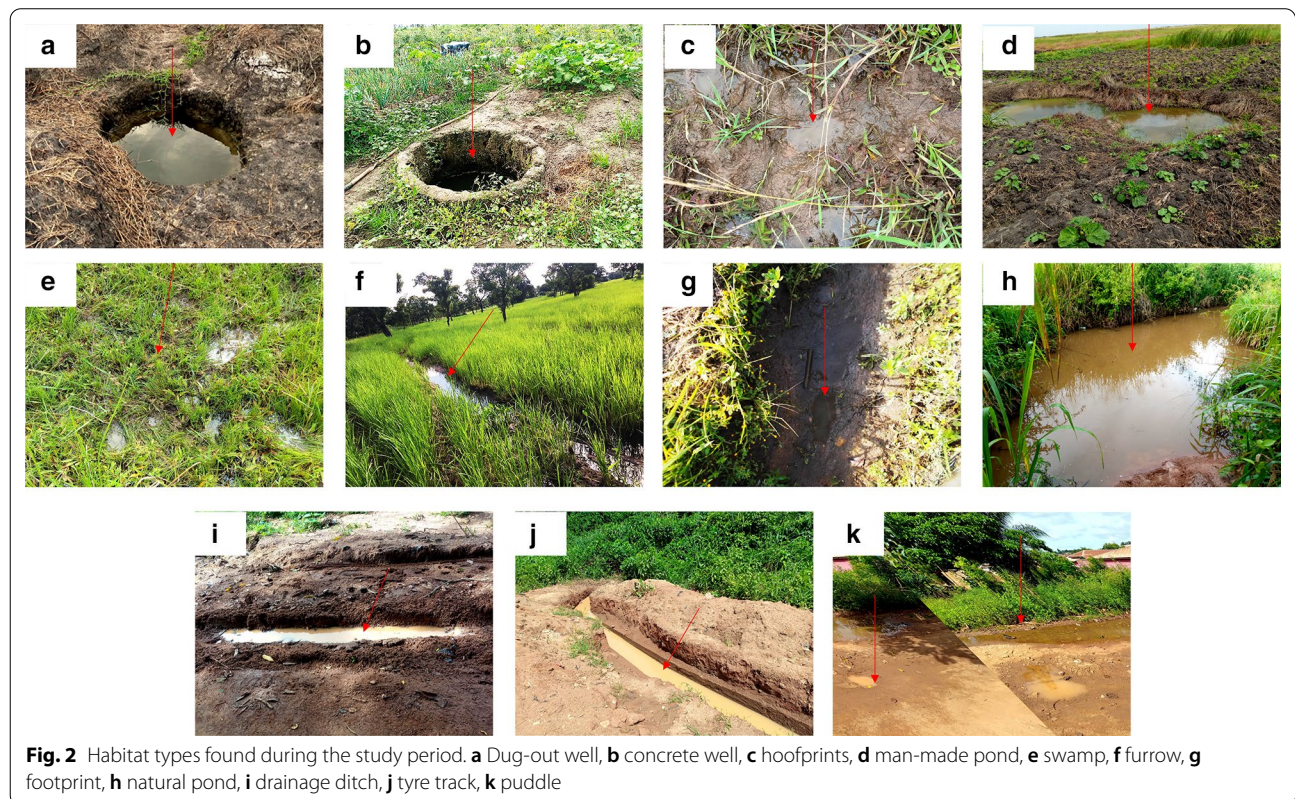 a
b
c
d
e
f
g
h
i
j
k
Fig. 2 Habitat types found during the study period. a Dug-out well, b concrete well, c hoofprints, d man-made pond, e swamp, f furrow, g
footprint, h natural pond, i drainage ditch, j tyre track, k puddle